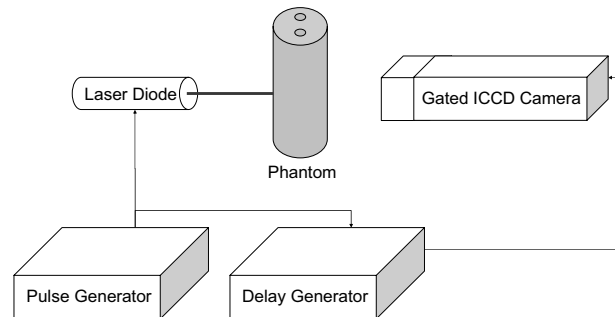 Laser Diode
Gated ICCD Camera
Phantom
Pulse Generator
Delay Generator